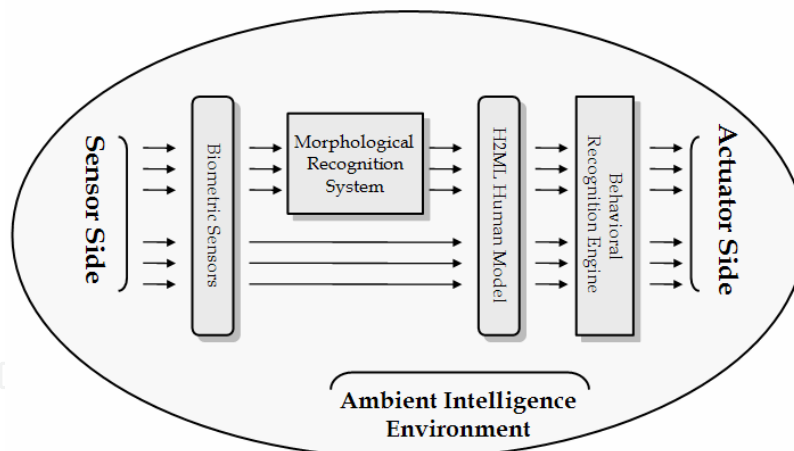 Sensor Side
Biometric Sensors
Morphological
Recognition
System
H2ML Human Model
Behavioral
Recognition Engine
Actuator Side
Ambient Intelligence
Environment